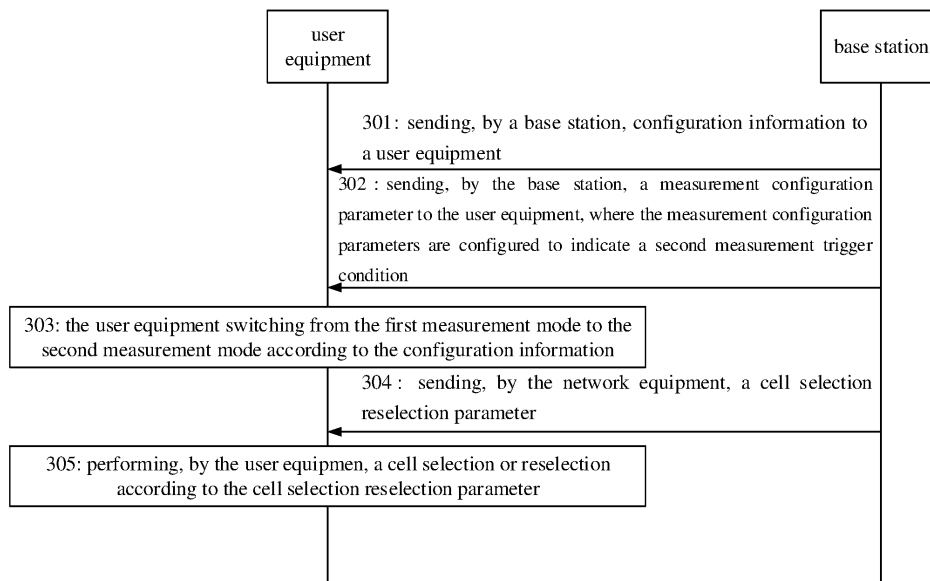 user
equipment
base station
301: sending, by a base station, configuration information to
a user equipment
302 : sending, by the base station, a measurement configuration
parameter to the user equipment, where the measurement configuration
parameters are configured to indicate a second measurement trigger
condition
303: the user equipment switching from the first measurement mode to the
second measurement mode according to the configuration information
304 : sending, by the network equipment, a cell selection
reselection parameter
305: performing, by the user equipmen, a cell selection or reselection
according to the cell selection reselection parameter